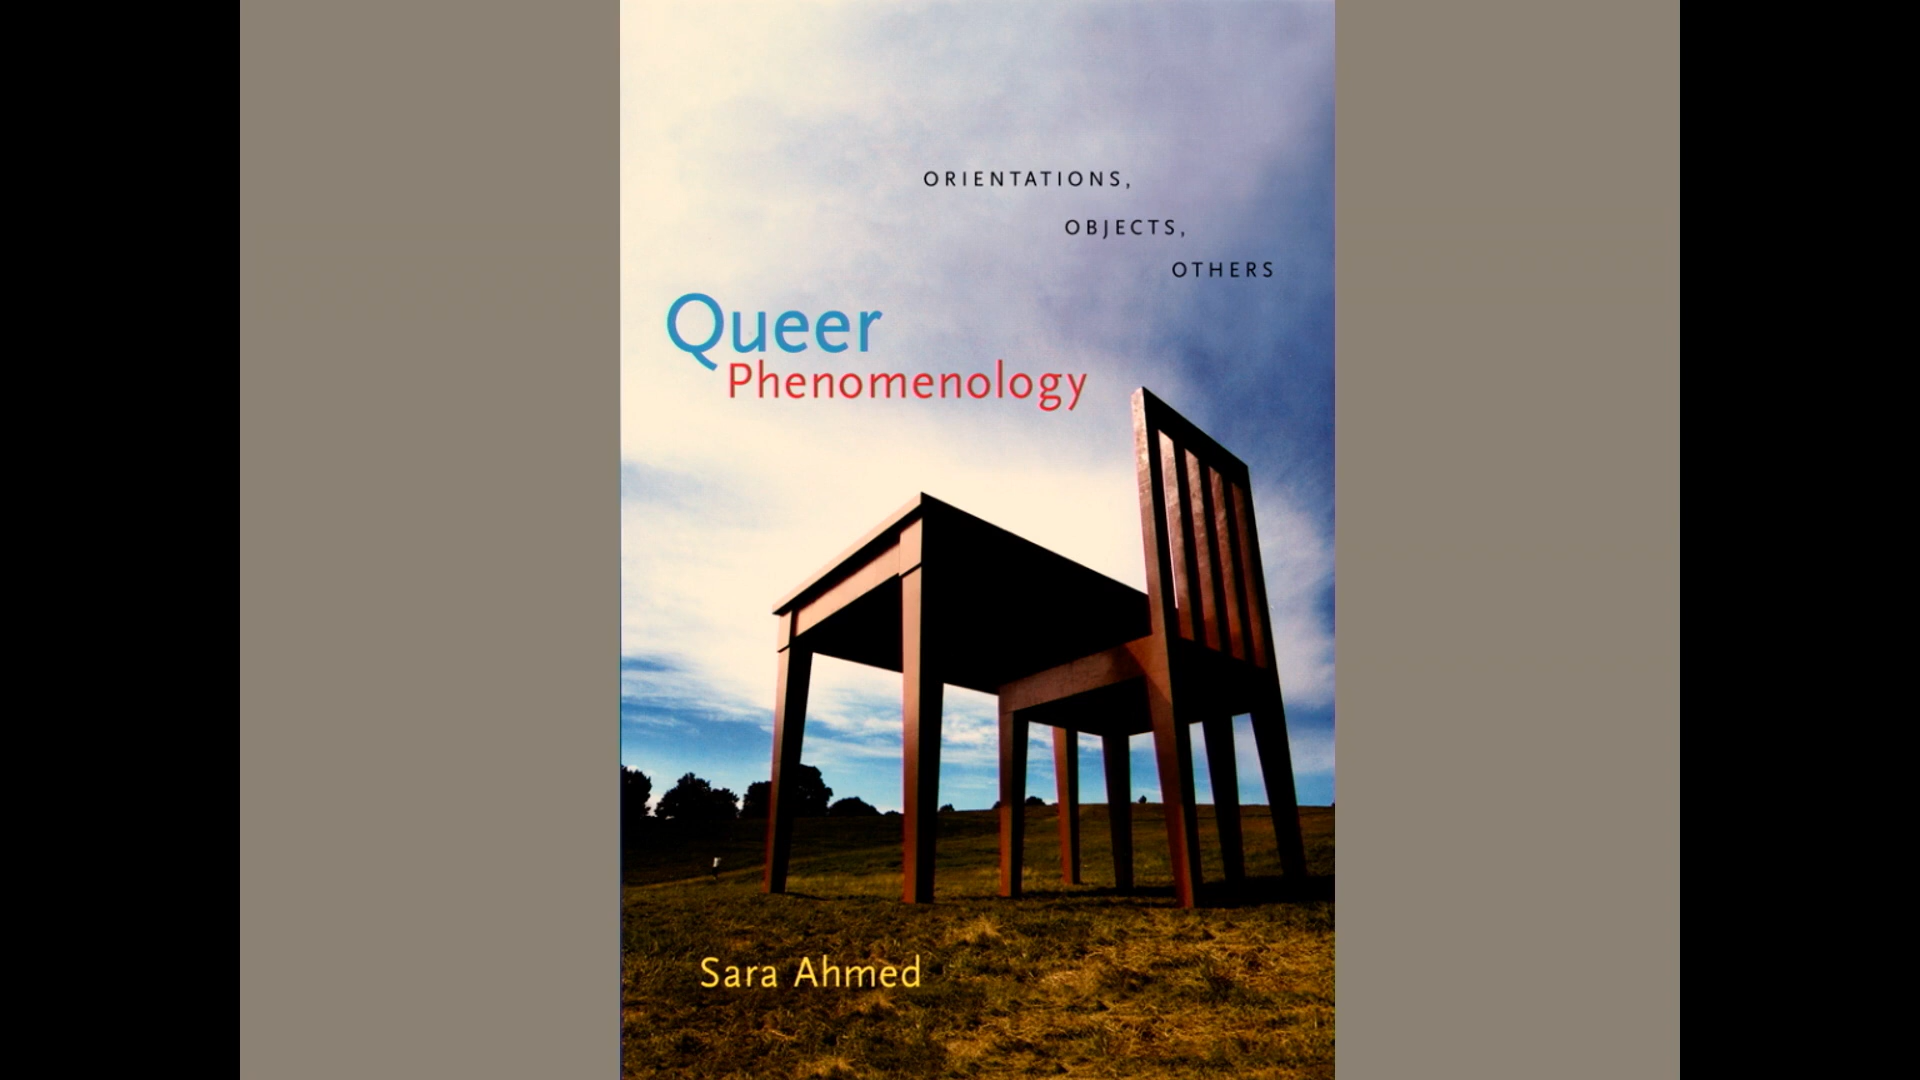 ORIENTATIONS,
OBJECTS,
OTHERS
Queer
Phenomenology
Sara Ahmed